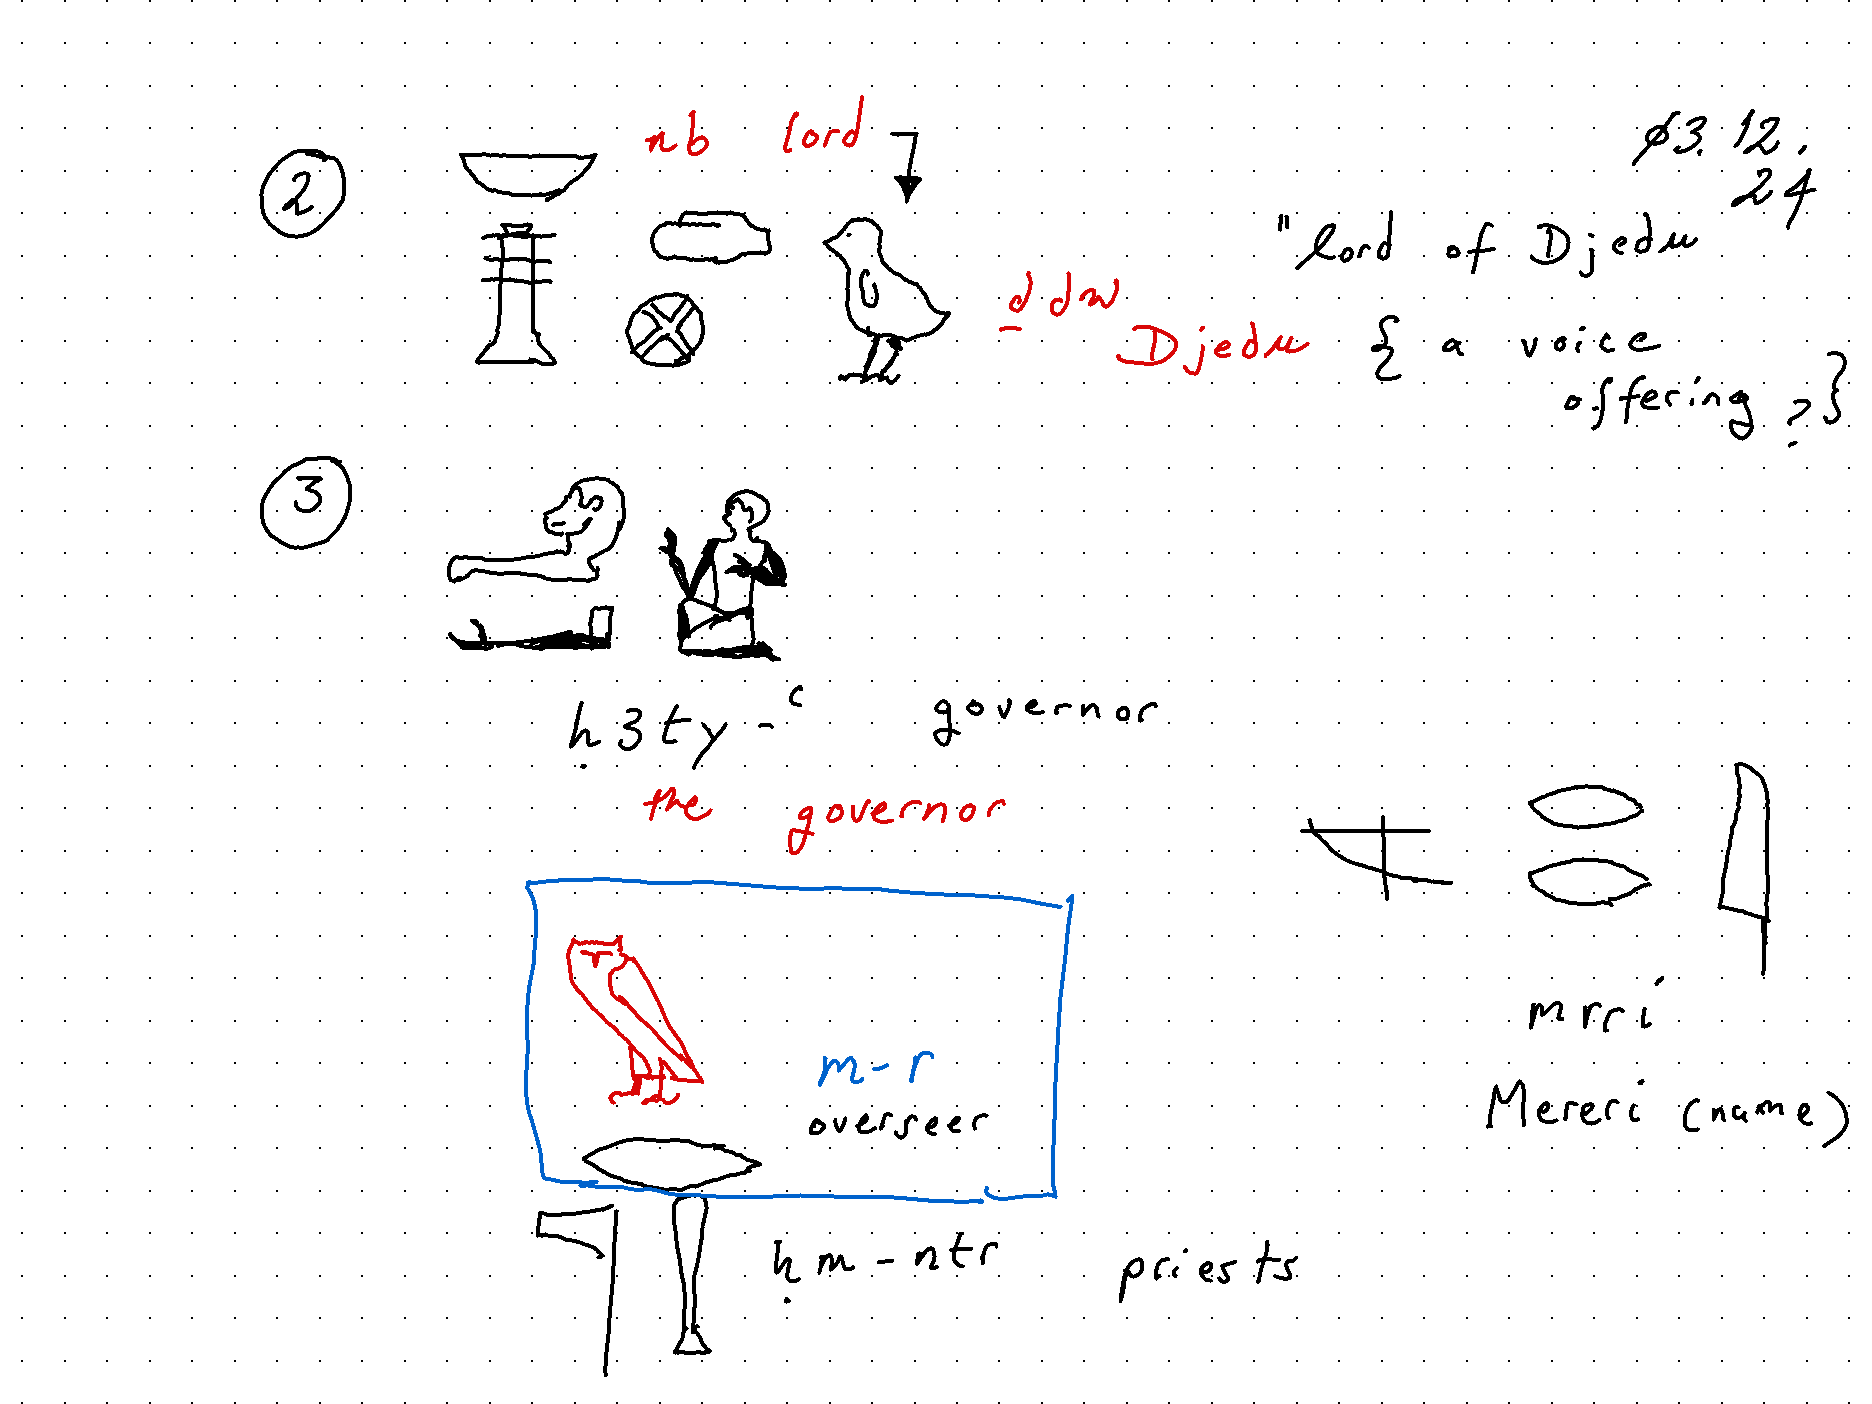 ø3.12.
24
② nb lord
"lord of Djedu
ḏdw
Djedu { a voice
offering ? }
③
ḥ3ty-ʿ governor
the governor
m-r
overseer
mrri
Mereri (name)
ḥm-ntr priests